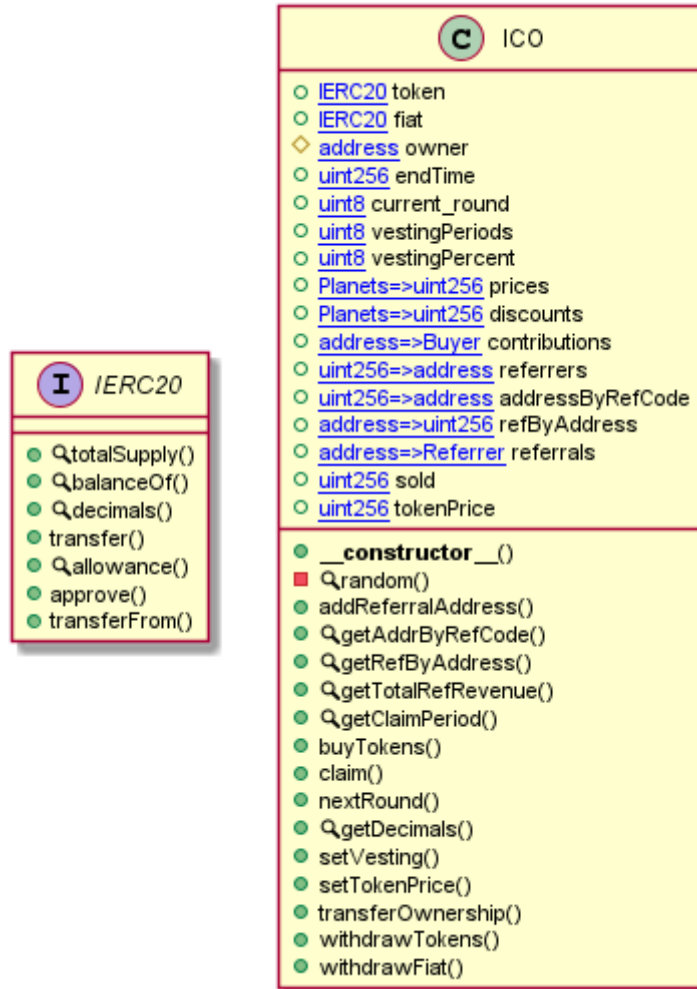 I IERC20
totalSupply()
balanceOf()
decimals()
transfer()
allowance()
approve()
transferFrom()
C ICO
IERC20 token
IERC20 fiat
address owner
uint256 endTime
uint8 current_round
uint8 vestingPeriods
uint8 vestingPercent
Planets=>uint256 prices
Planets=>uint256 discounts
address=>Buyer contributions
uint256=>address referrers
uint256=>address addressByRefCode
address=>uint256 refByAddress
address=>Referrer referrals
uint256 sold
uint256 tokenPrice
__constructor__()
random()
addReferralAddress()
getAddrByRefCode()
getRefByAddress()
getTotalRefRevenue()
getClaimPeriod()
buyTokens()
claim()
nextRound()
getDecimals()
setVesting()
setTokenPrice()
transferOwnership()
withdrawTokens()
withdrawFiat()